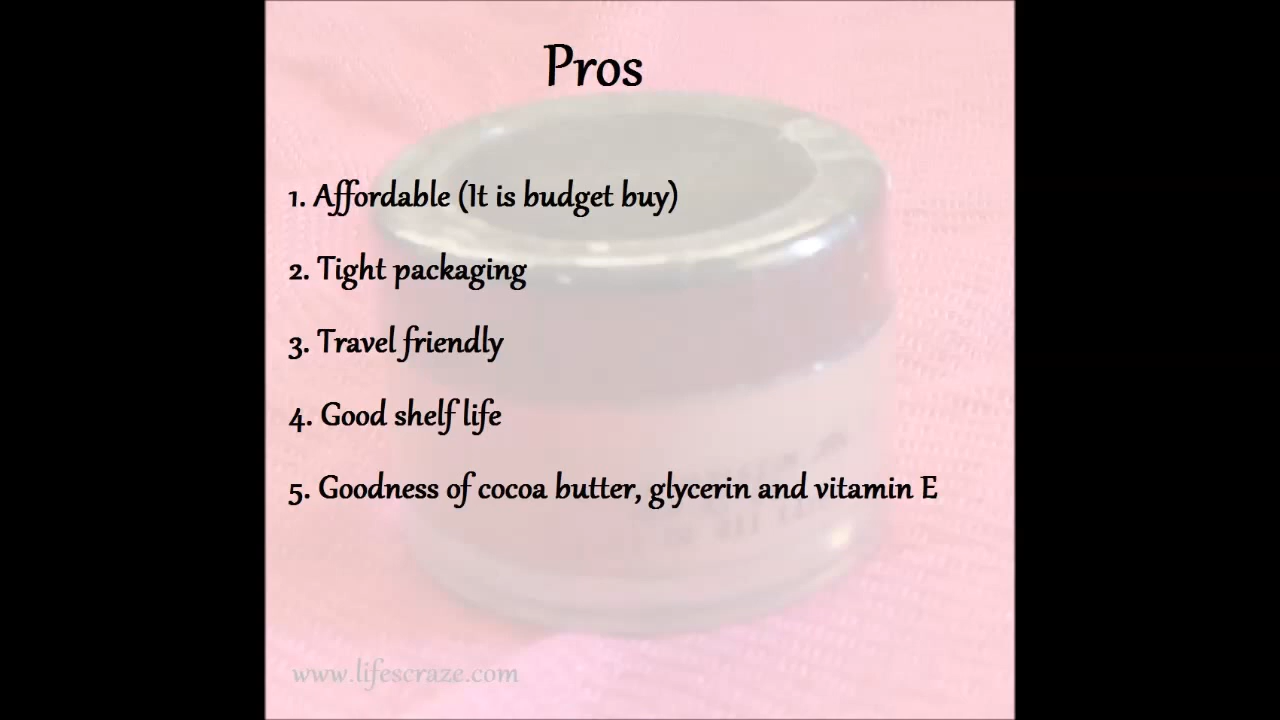 Pros
1. Affordable (It is budget buy)
2. Tight packaging
3. Travel friendly
4. Good shelf life
5. Goodness of cocoa butter, glycerin and vitamin E
www.lifescraze.com